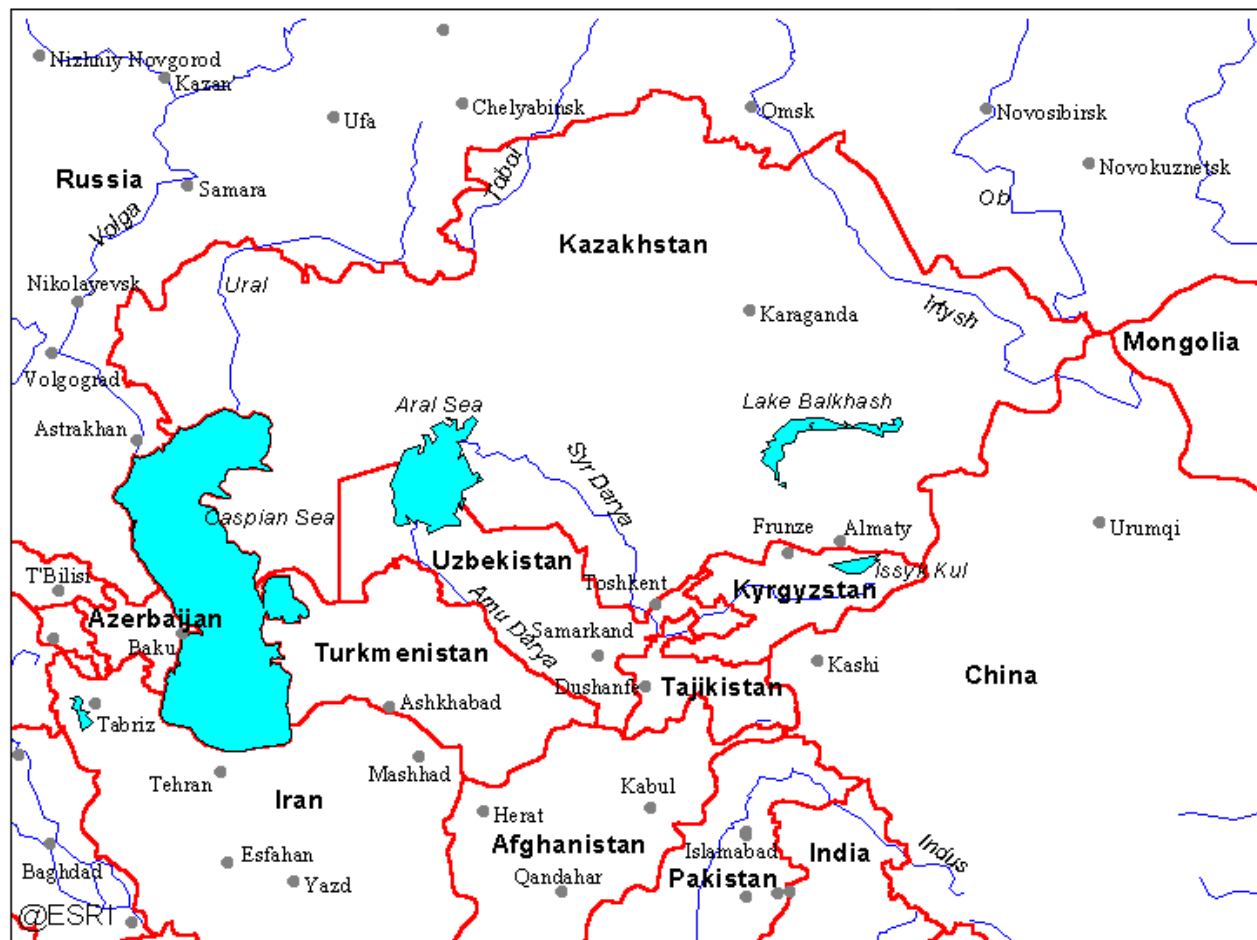 Nizhniy Novgorod
Kazan
Chelyabinsk
Omsk
Novosibirsk
Ufa
Tobol
Novokuznetsk
Russia
Samara
Ob
Volga
Kazakhstan
Nikolayevsk
Ural
Karaganda
Irtysh
Mongolia
Volgograd
Aral Sea
Lake Balkhash
Astrakhan
Syr Darya
Caspian Sea
Frunze
Almaty
Urumqi
Uzbekistan
T'Bilisi
Toshkent
Issyk Kul
Kyrgyzstan
Azerbaijan
Amu Darya
Baku
Samarkand
Turkmenistan
Kashi
China
Dushanfe
Tajikistan
Tabriz
Ashkhabad
Tehran
Mashhad
Iran
Kabul
Herat
Afghanistan
Islamabad
India
Indus
Baghdad
Esfahan
Yazd
Qandahar
Pakistan
@ESRI